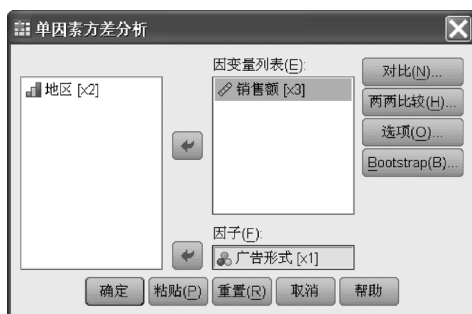 单因素方差分析
因变量列表(E):
地区 [x2]
销售额 [x3]
对比(N)...
两两比较(H)...
选项(O)...
Bootstrap(B)...
因子(F):
广告形式 [x1]
确定
粘贴(P)
重置(R)
取消
帮助